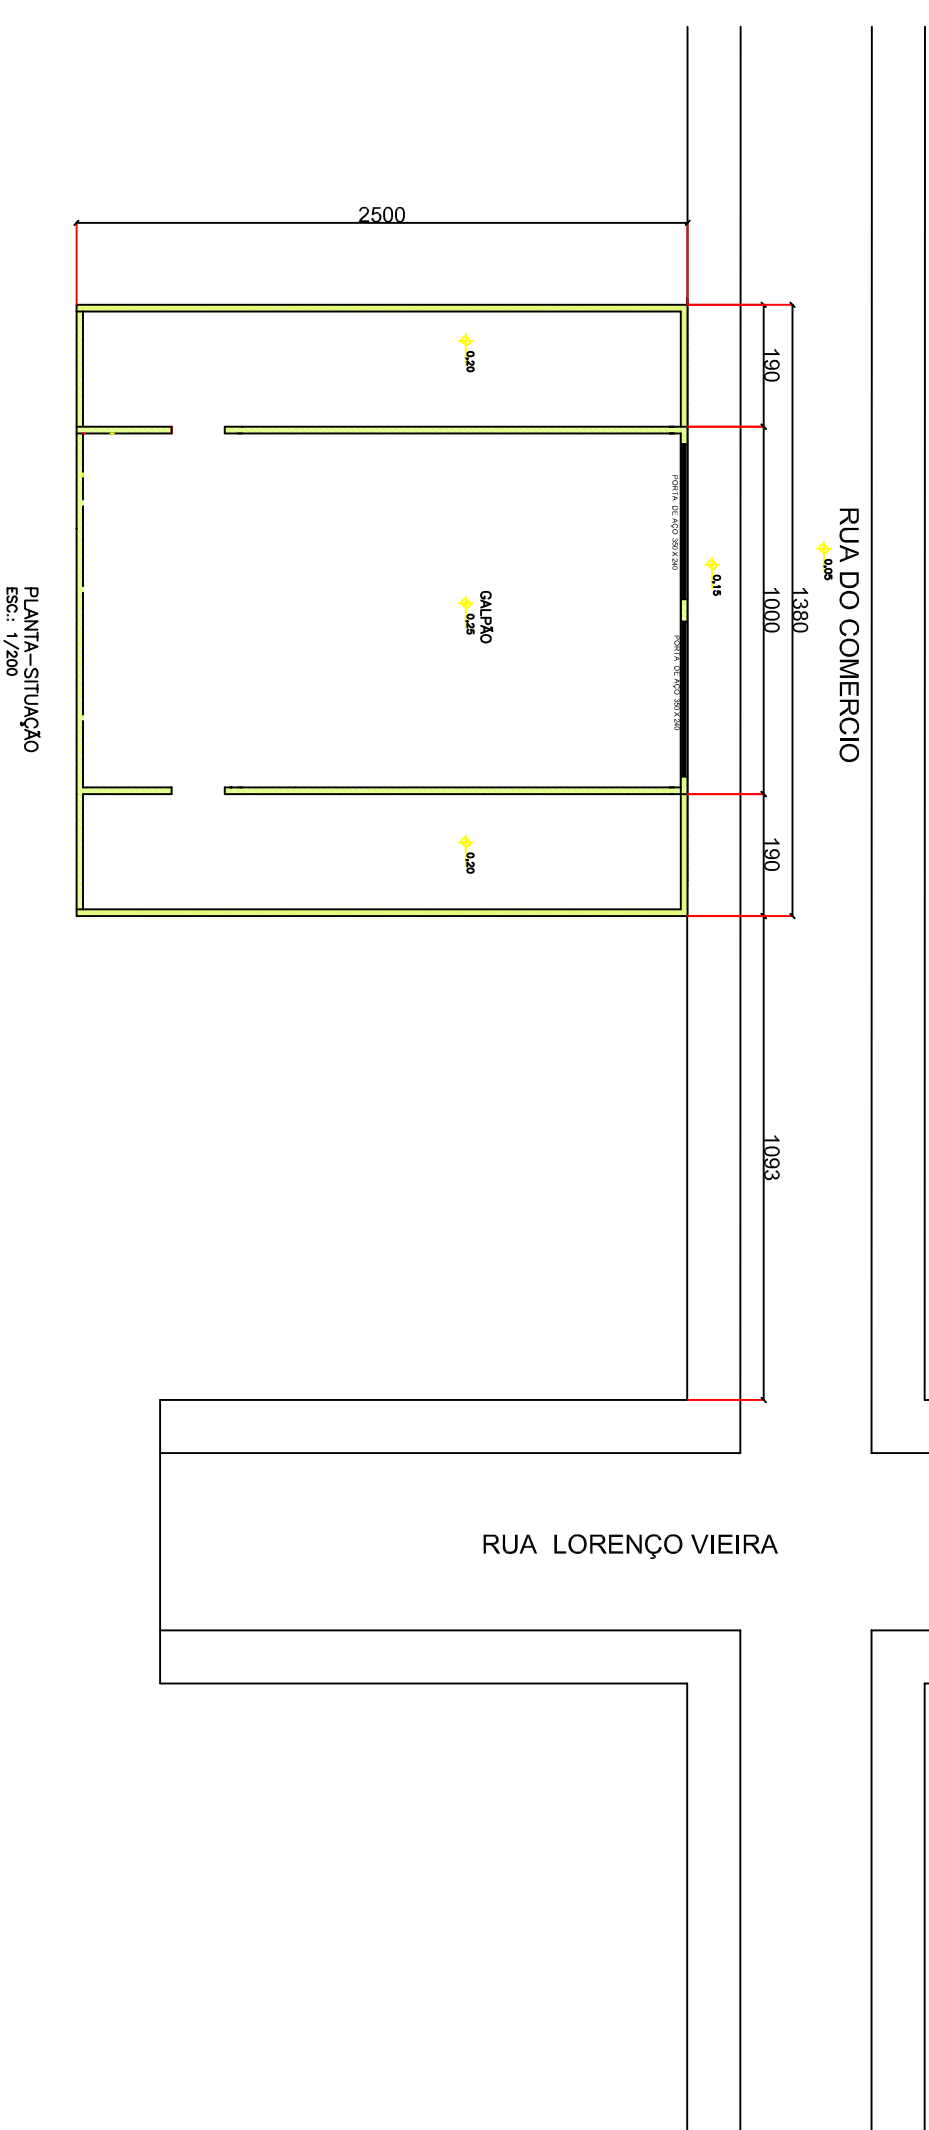 2500
190
1000
1380
190
1093
RUA DO COMERCIO
0,05
0,15
0,20
GALPÃO
0,25
0,20
PORTA DE AÇO 350 X 240
PORTA DE AÇO 350 X 240
RUA LORENÇO VIEIRA
PLANTA-SITUAÇÃO
ESC.: 1/200